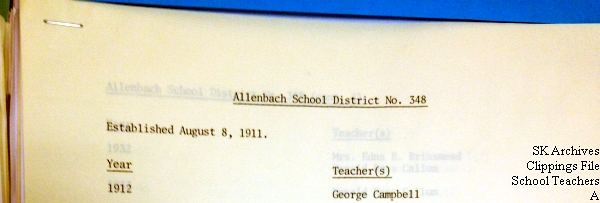 Allenbach School District No. 348
Established August 8, 1911.
Year Teacher(s)
1912 George Campbell
SK Archives
Clippings File
School Teachers
A